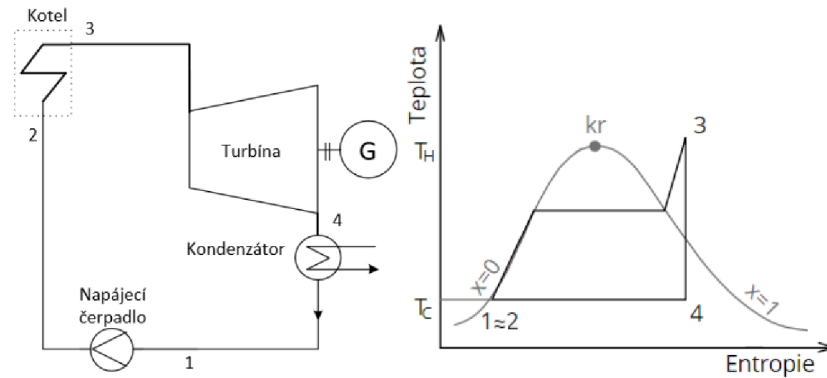 Kotel
3
2
Turbína
G
4
Kondenzátor
Napájecí
čerpadlo
1
Teplota
kr
3
T_H
x=0
x=1
T_C
1≈2
4
Entropie